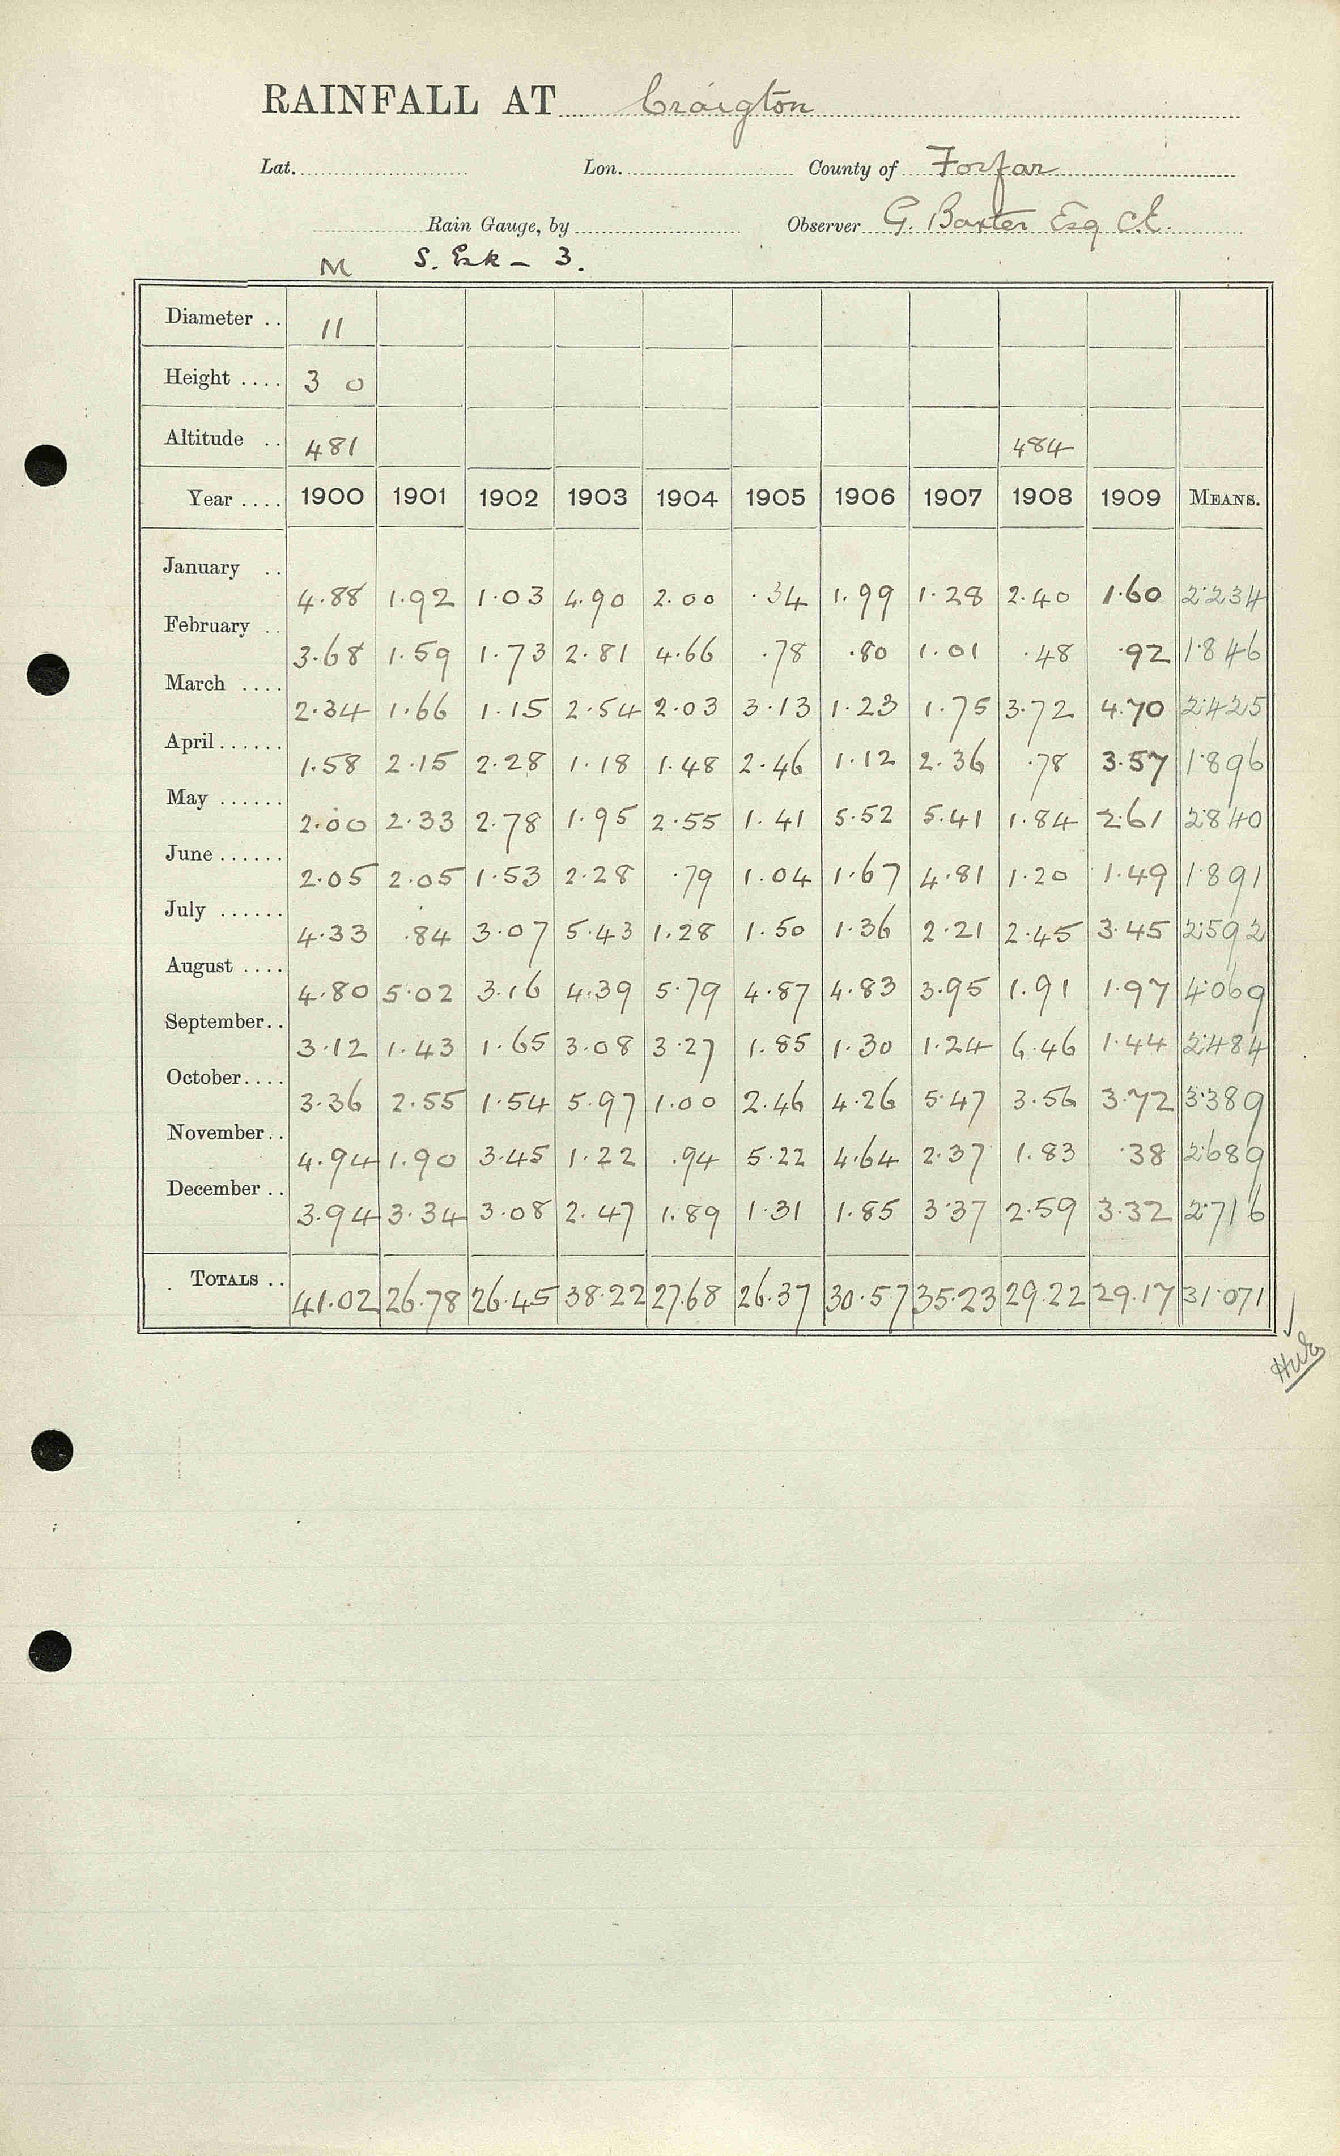 RAINFALL AT Craigton
Lat. Lon. County of Forfar
Rain Gauge, by Observer G. Baxter Esq C.E.
M S. Esk - 3.
Diameter .. 11
Height .... 3 0
Altitude .. 481 484
Year .... 1900 1901 1902 1903 1904 1905 1906 1907 1908 1909 MEANS.
January .. 4.88 1.92 1.03 4.90 2.00 .34 1.99 1.28 2.40 1.60 2.234
February .. 3.68 1.59 1.73 2.81 4.66 .78 .80 1.01 .48 .92 1.846
March .... 2.34 1.66 1.15 2.54 2.03 3.13 1.23 1.75 3.72 4.70 2.425
April...... 1.58 2.15 2.28 1.18 1.48 2.46 1.12 2.36 .78 3.57 1.896
May ...... 2.00 2.33 2.78 1.95 2.55 1.41 5.52 5.41 1.84 2.61 2.840
June ...... 2.05 2.05 1.53 2.28 .79 1.04 1.67 4.81 1.20 1.49 1.891
July ...... 4.33 .84 3.07 5.43 1.28 1.50 1.36 2.21 2.45 3.45 2.592
August .... 4.80 5.02 3.16 4.39 5.79 4.87 4.83 3.95 1.91 1.97 4.069
September.. 3.12 1.43 1.65 3.08 3.27 1.85 1.30 1.24 6.46 1.44 2.484
October.... 3.36 2.55 1.54 5.97 1.00 2.46 4.26 5.47 3.56 3.72 3.389
November.. 4.94 1.90 3.45 1.22 .94 5.22 4.64 2.37 1.83 .38 2.689
December .. 3.94 3.34 3.08 2.47 1.89 1.31 1.85 3.37 2.59 3.32 2.716
TOTALS .. 41.02 26.78 26.45 38.22 27.68 26.37 30.57 35.23 29.22 29.17 31.071